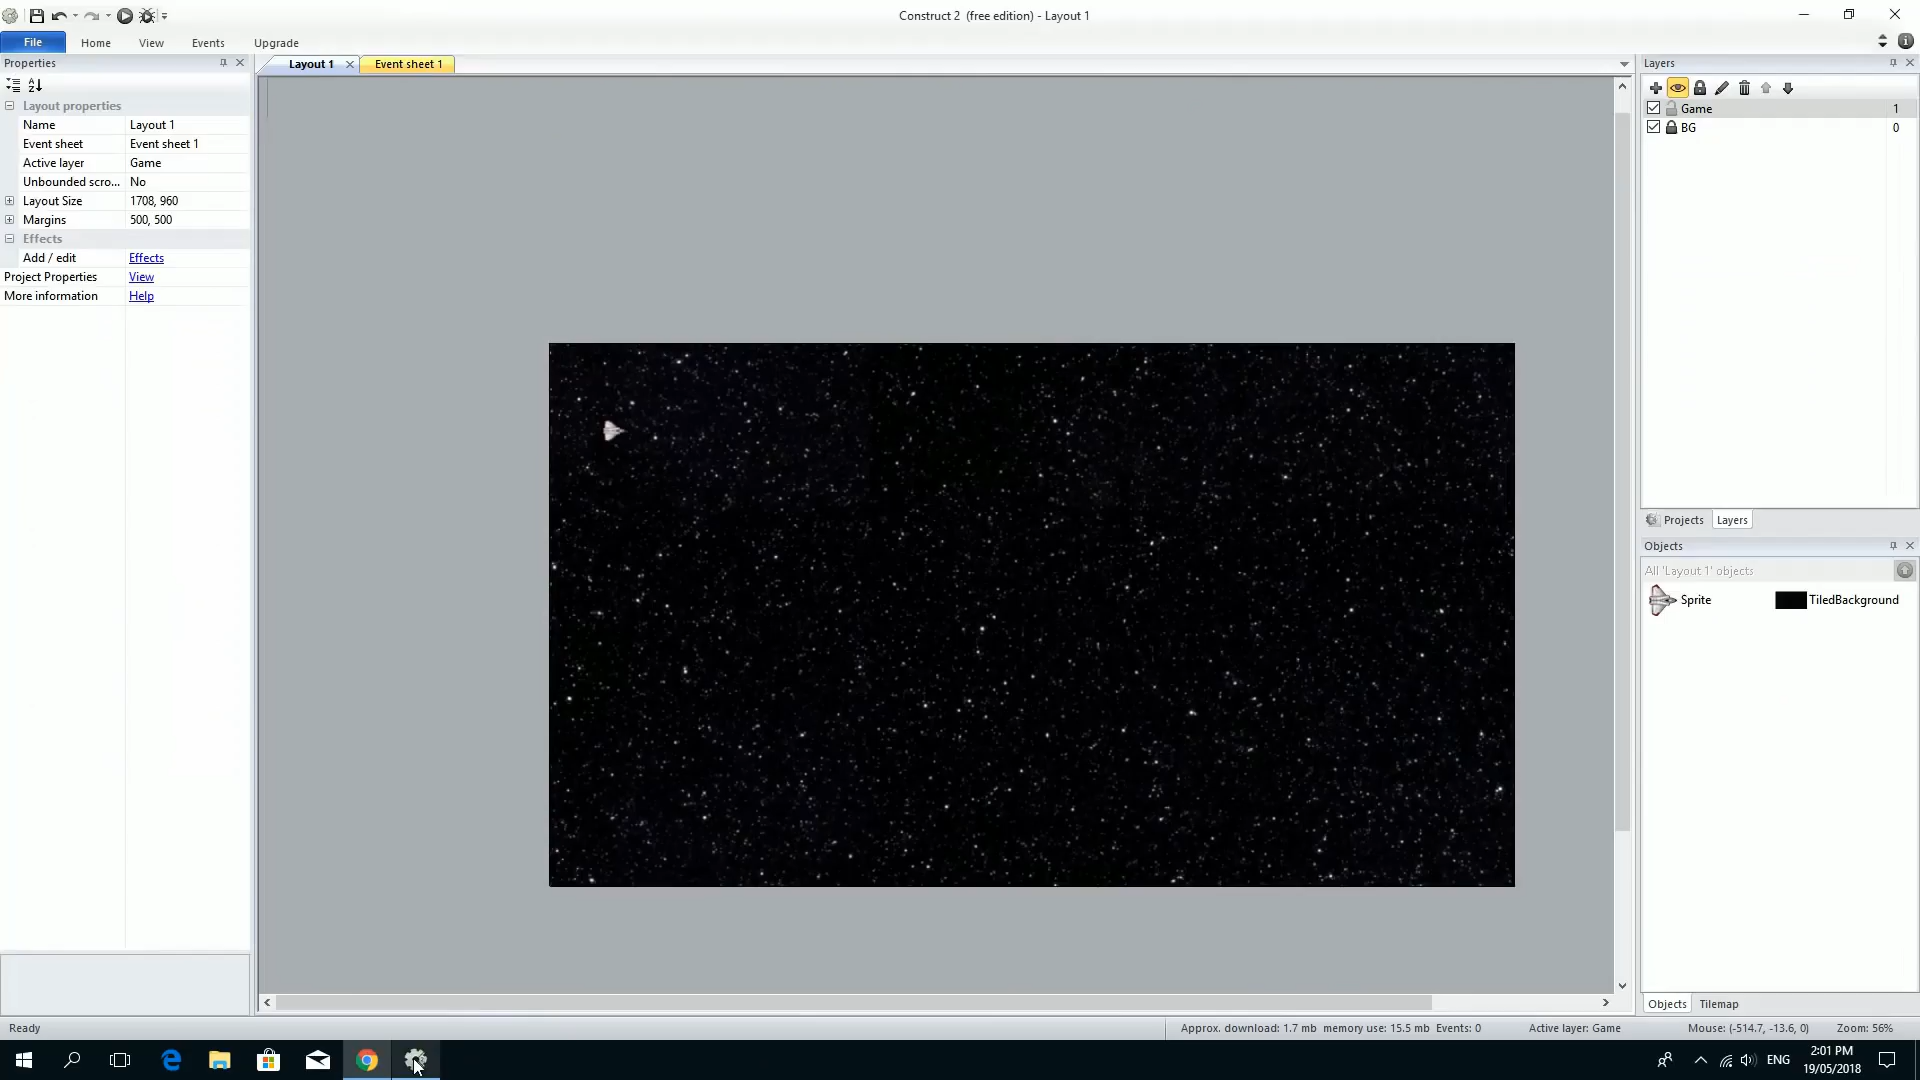 Construct 2 (free edition) - Layout 1
File Home View Events Upgrade
Properties
Layout 1
Event sheet 1
Layers
Layout properties
Name Layout 1
Event sheet Event sheet 1
Active layer Game
Unbounded scro... No
Layout Size 1708, 960
Margins 500, 500
Effects
Add / edit Effects
Project Properties View
More information Help
Game 1
BG 0
Projects Layers
Objects
All 'Layout 1' objects
Sprite TiledBackground
Objects Tilemap
Ready
Approx. download: 1.7 mb memory use: 15.5 mb Events: 0 Active layer: Game Mouse: (-514.7, -13.6, 0) Zoom: 56%
ENG
2:01 PM
19/05/2018